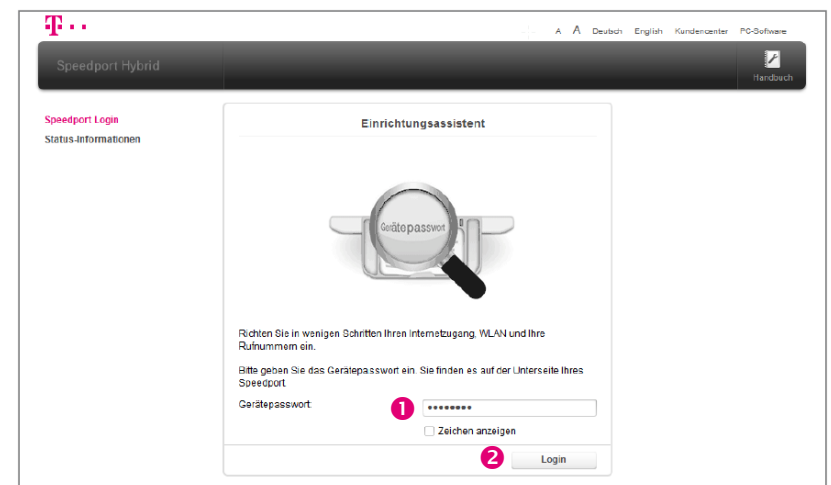 T
A A Deutsch English Kundencenter PC-Software
Speedport Hybrid
Handbuch
Speedport Login
Status-Informationen
Einrichtungsassistent
Gerätepasswort
Richten Sie in wenigen Schritten Ihren Internetzugang, WLAN und Ihre
Rufnummern ein.
Bitte geben Sie das Gerätepasswort ein. Sie finden es auf der Unterseite Ihres
Speedport.
Gerätepasswort:
1 ••••••••
Zeichen anzeigen
2 Login